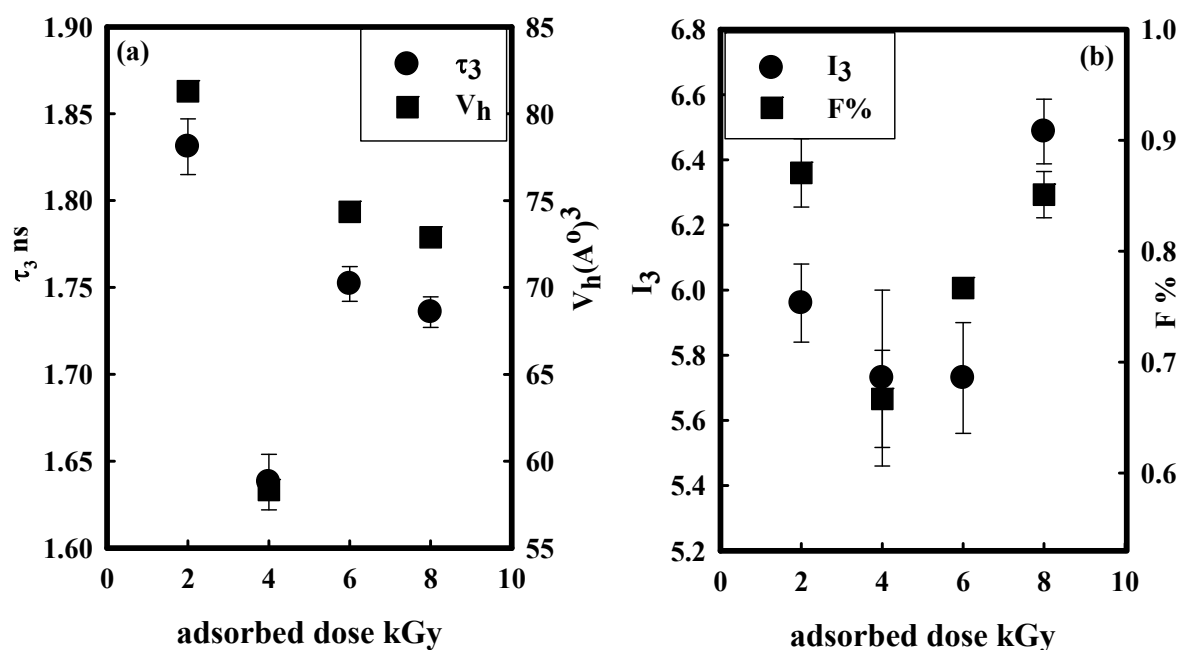 (a)
τ3
Vh
1.90
1.85
1.80
1.75
1.70
1.65
1.60
τ3 ns
85
80
75
70
65
60
55
Vh(Aº)3
0 2 4 6 8 10
adsorbed dose kGy
(b)
I3
F%
6.8
6.6
6.4
6.2
6.0
5.8
5.6
5.4
5.2
I3
1.0
0.9
0.8
0.7
0.6
F %
0 2 4 6 8 10
adsorbed dose kGy